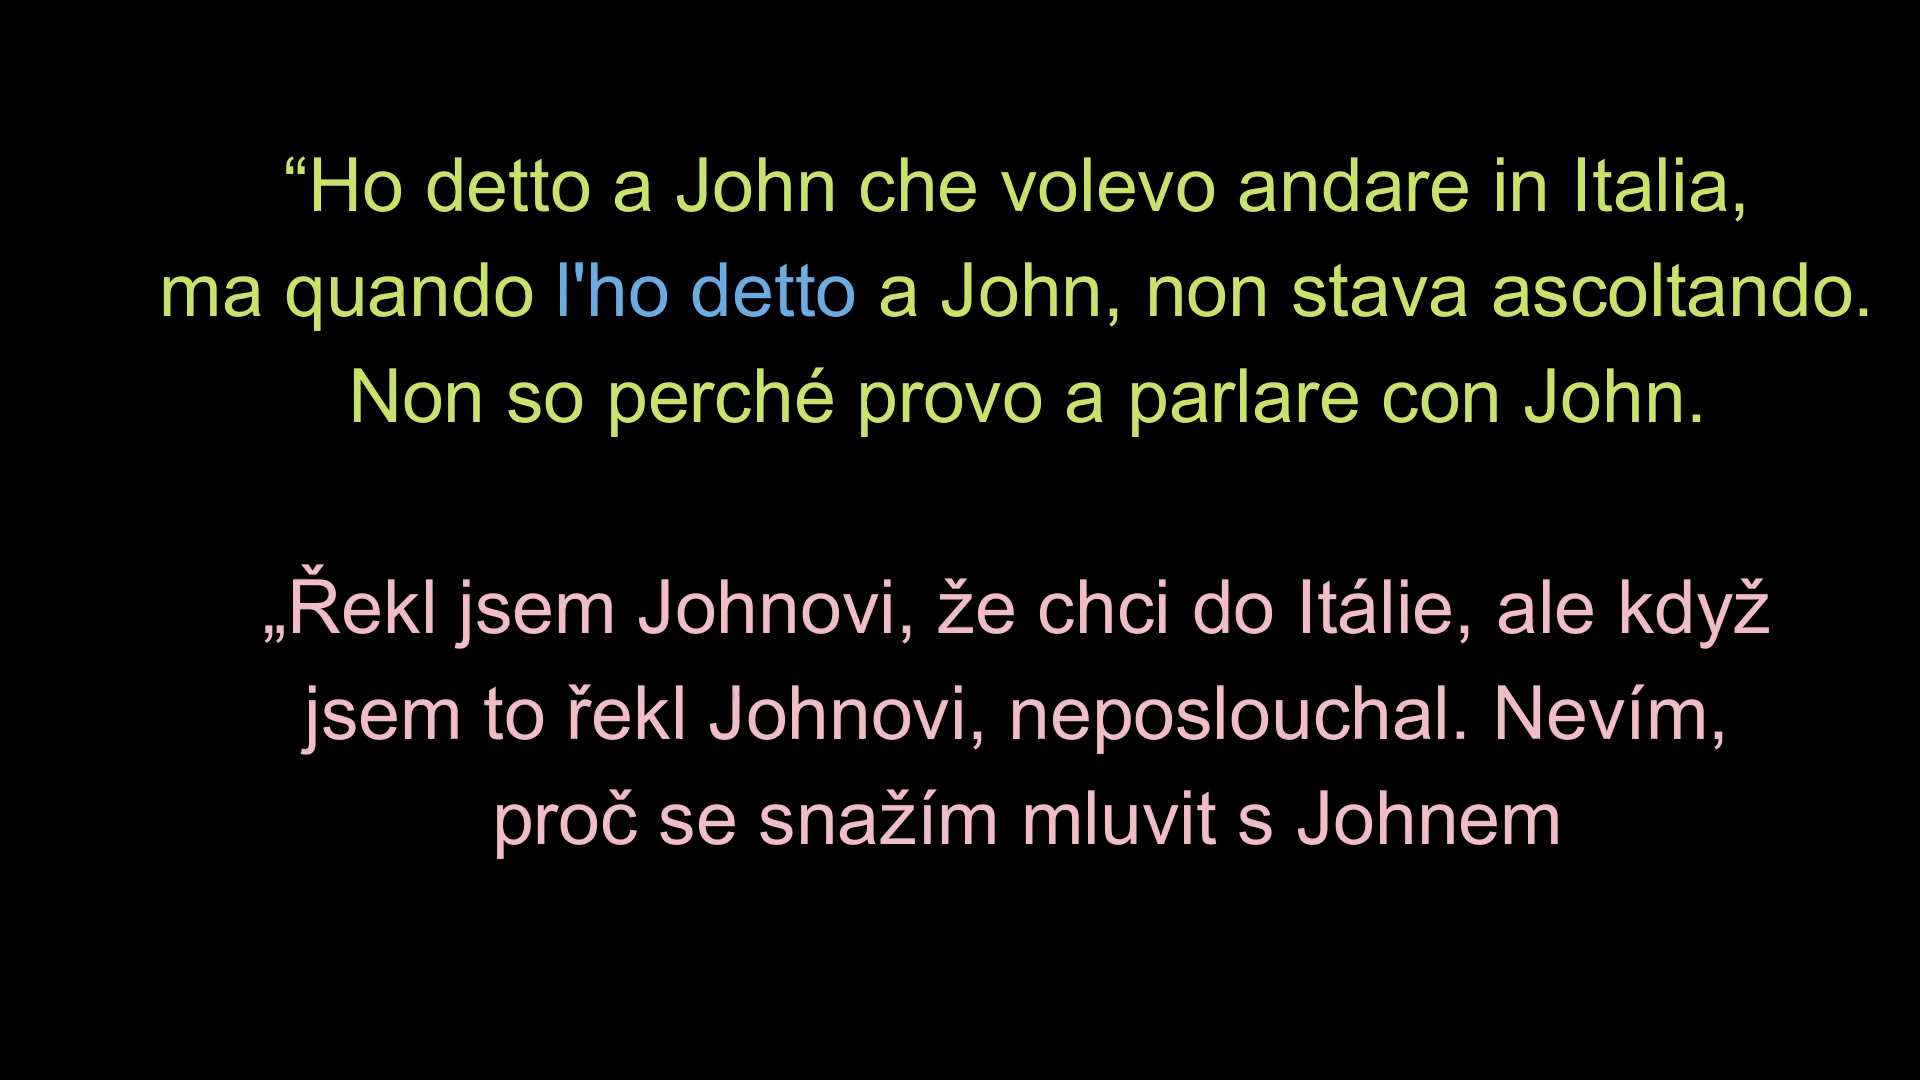 “Ho detto a John che volevo andare in Italia,
ma quando l'ho detto a John, non stava ascoltando.
Non so perché provo a parlare con John.
„Řekl jsem Johnovi, že chci do Itálie, ale když
jsem to řekl Johnovi, neposlouchal. Nevím,
proč se snažím mluvit s Johnem